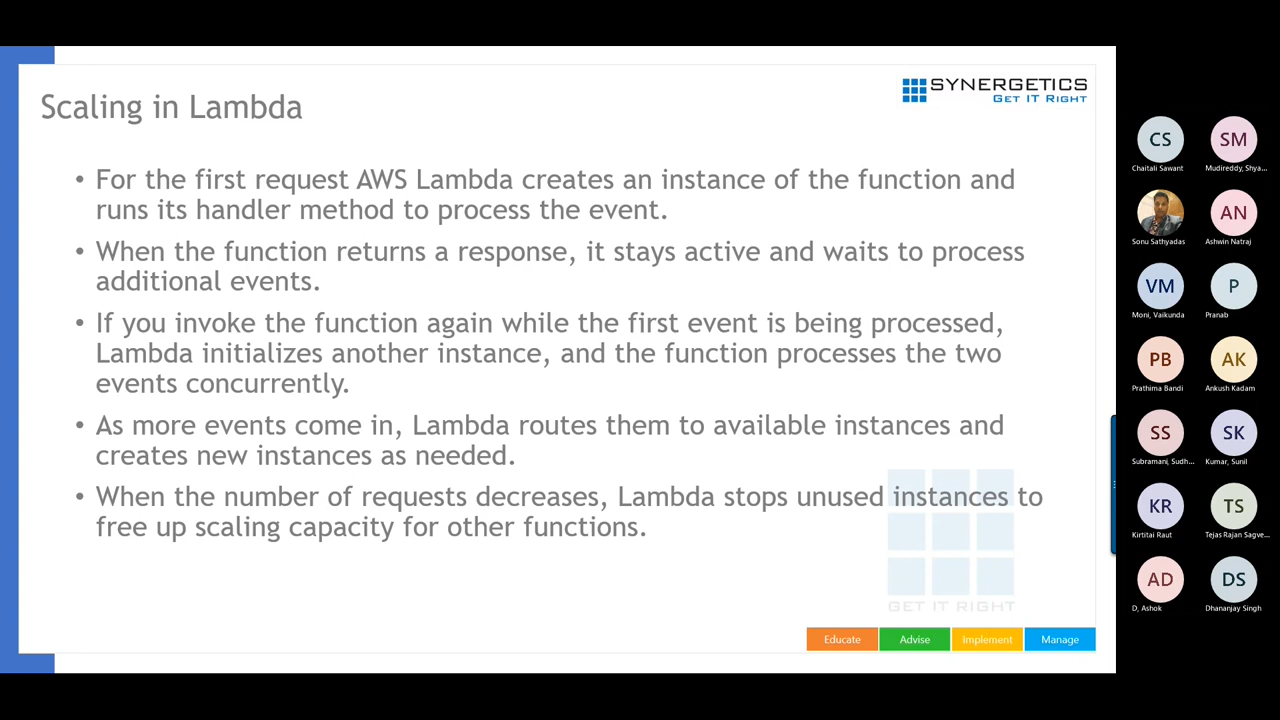 SYNERGETICS
GET IT RIGHT
Scaling in Lambda
• For the first request AWS Lambda creates an instance of the function and
runs its handler method to process the event.
• When the function returns a response, it stays active and waits to process
additional events.
• If you invoke the function again while the first event is being processed,
Lambda initializes another instance, and the function processes the two
events concurrently.
• As more events come in, Lambda routes them to available instances and
creates new instances as needed.
• When the number of requests decreases, Lambda stops unused instances to
free up scaling capacity for other functions.
GET IT RIGHT
Educate Advise Implement Manage
CS SM
Chaitali Sawant Mudireddy, Shya...
AN
Sonu Sathyadas Ashwin Natraj
VM P
Moni, Vaikunda Pranab
PB AK
Prathima Bandi Ankush Kadam
SS SK
Subramani, Sudh... Kumar, Sunil
KR TS
Kirtitai Raut Tejas Rajan Sagve...
AD DS
D, Ashok Dhananjay Singh